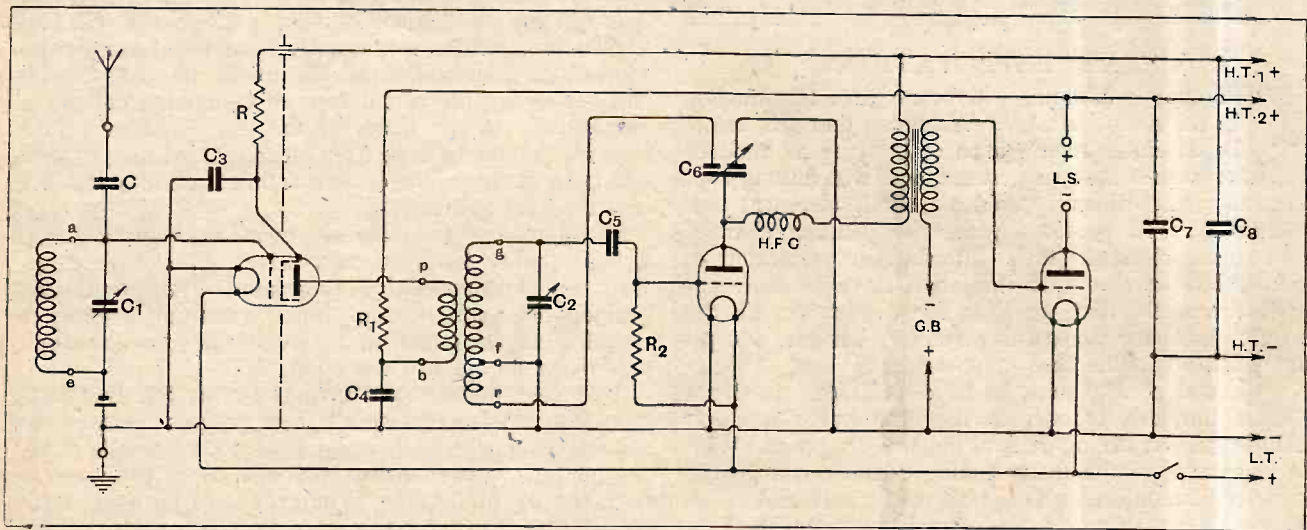 H.T.1 +
H.T.2 +
R
C3
C
C6
+
L.S.
-
C5
H.F C
C7
C8
a
g
p
C1
C2
R1
-
G.B
+
R2
f
H.T.-
e
b
C4
r
-
L.T.
+